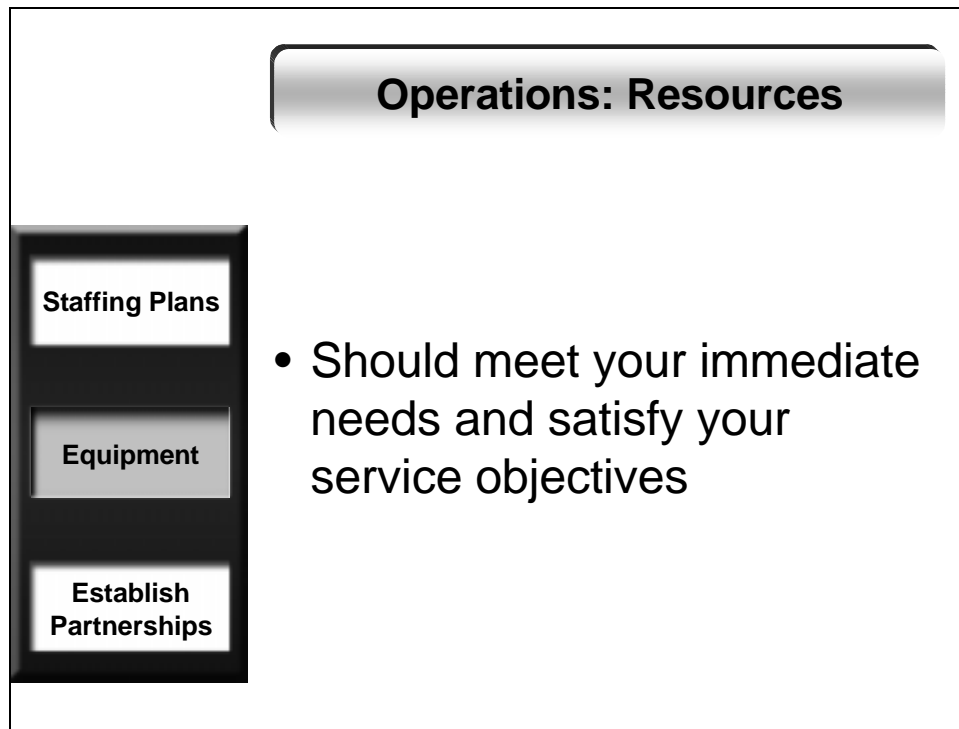 Operations: Resources
Staffing Plans
Equipment
Establish
Partnerships
• Should meet your immediate
needs and satisfy your
service objectives